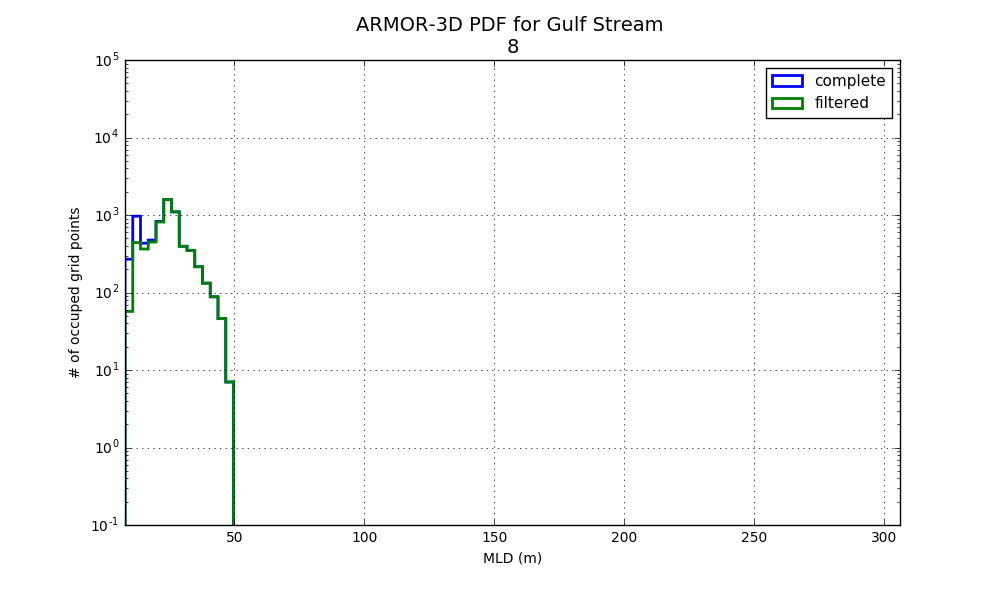 ARMOR-3D PDF for Gulf Stream
8
complete
filtered
10^5
10^4
10^3
10^2
10^1
10^0
10^-1
# of occuped grid points
50 100 150 200 250 300
MLD (m)